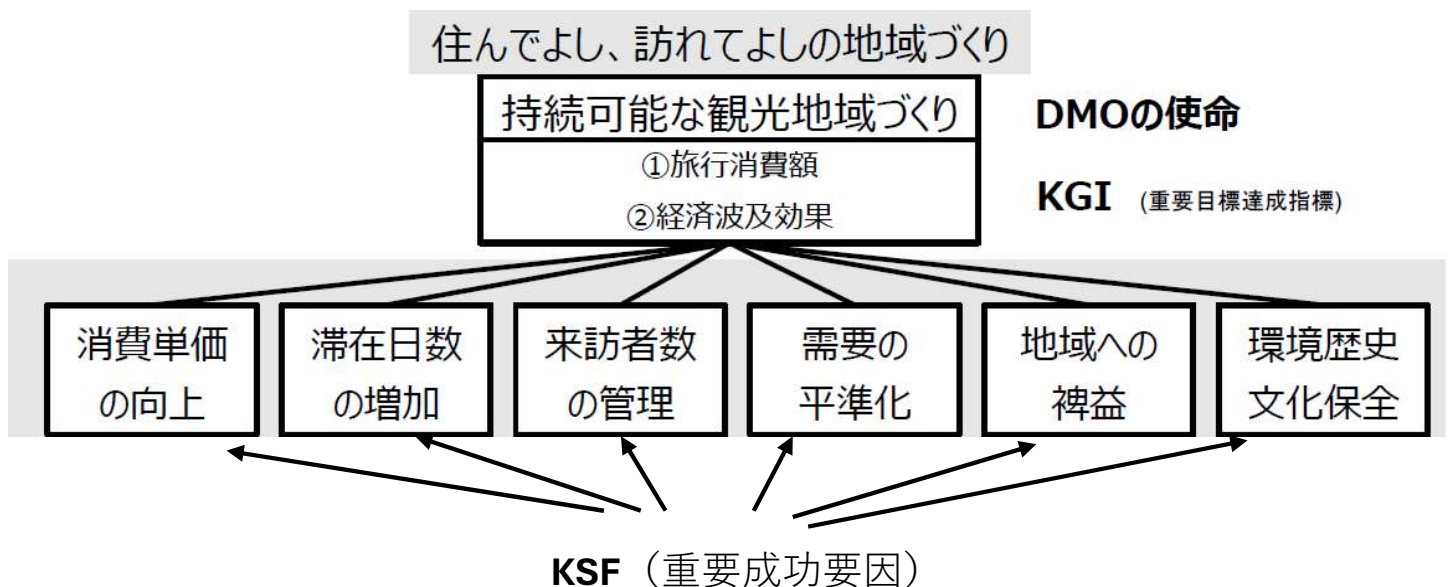 住んでよし、訪れてよしの地域づくり
持続可能な観光地域づくり
DMOの使命
①旅行消費額
②経済波及効果
KGI (重要目標達成指標)
消費単価
の向上
滞在日数
の増加
来訪者数
の管理
需要の
平準化
地域への
裨益
環境歴史
文化保全
KSF（重要成功要因）